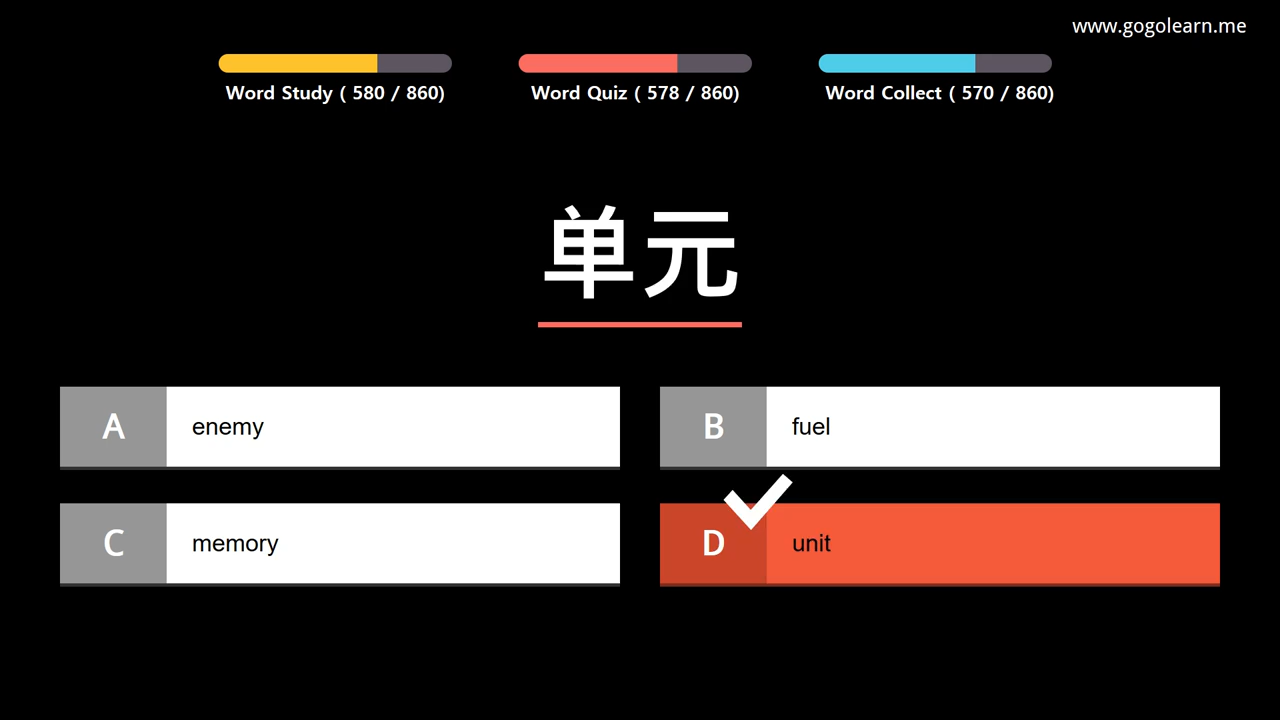 www.gogolearn.me
Word Study ( 580 / 860)
Word Quiz ( 578 / 860)
Word Collect ( 570 / 860)
单元
A enemy
B fuel
C memory
D unit